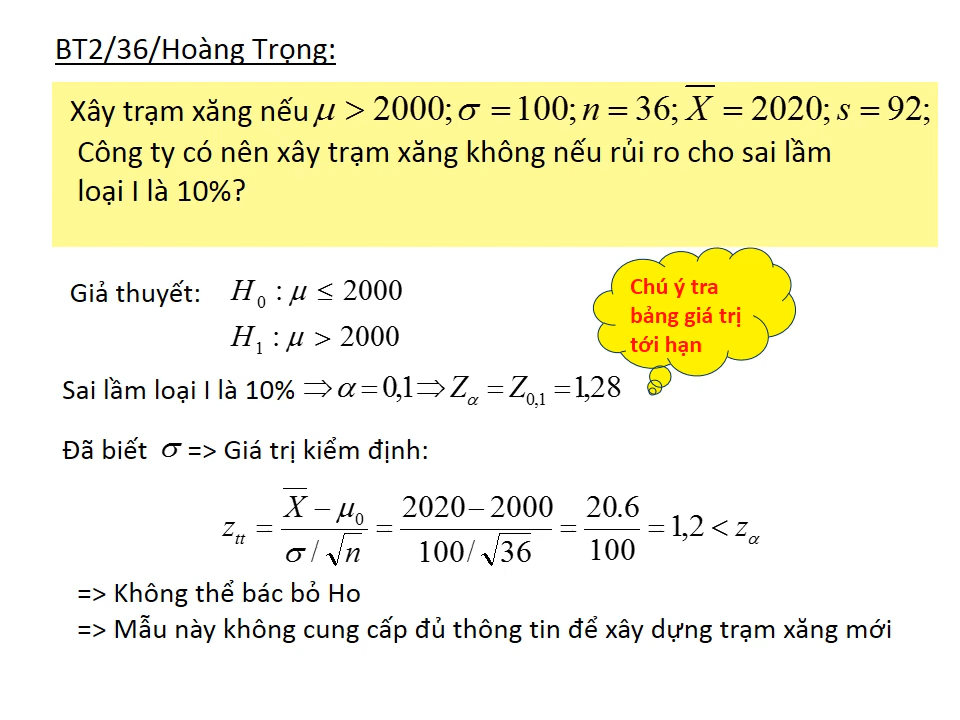 BT2/36/Hoàng Trọng:
Xây trạm xăng nếu μ > 2000; σ = 100; n = 36; X̄ = 2020; s = 92;
Công ty có nên xây trạm xăng không nếu rủi ro cho sai lầm
loại I là 10%?
Giả thuyết: H₀ : μ ≤ 2000
H₁ : μ > 2000
Chú ý tra
bảng giá trị
tới hạn
Sai lầm loại I là 10% ⇒ α = 0,1 ⇒ Z_α = Z_0,1 = 1,28
Đã biết σ => Giá trị kiểm định:
z_tt = (X̄ − μ₀)/(σ/√n) = (2020 − 2000)/(100/√36) = 20.6/100 = 1,2 < z_α
=> Không thể bác bỏ Ho
=> Mẫu này không cung cấp đủ thông tin để xây dựng trạm xăng mới